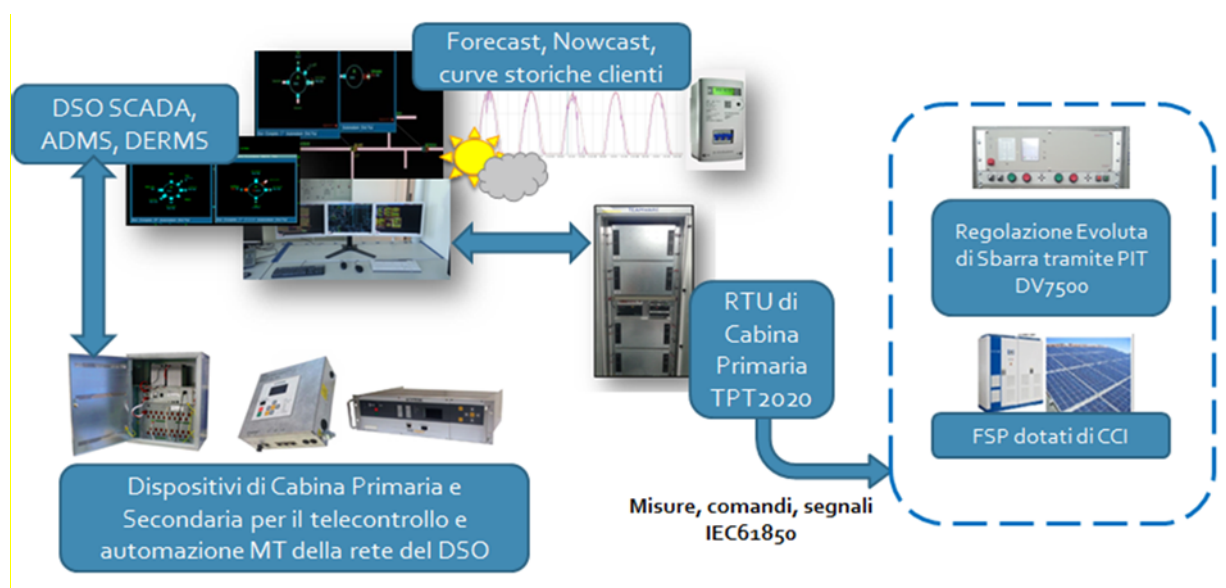 Forecast, Nowcast,
curve storiche clienti
DSO SCADA,
ADMS, DERMS
Regolazione Evoluta
di Sbarra tramite PIT
DV7500
RTU di
Cabina
Primaria
TPT2020
FSP dotati di CCI
Dispositivi di Cabina Primaria e
Secondaria per il telecontrollo e
automazione MT della rete del DSO
Misure, comandi, segnali
IEC61850